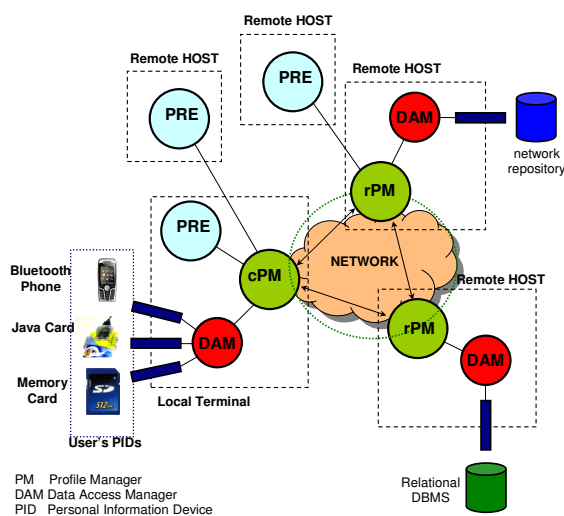 Remote HOST
Remote HOST
Remote HOST
PRE
PRE
DAM
network
repository
rPM
PRE
cPM
NETWORK
Remote HOST
Bluetooth
Phone
Java Card
Memory
Card
512MB
User's PIDs
DAM
Local Terminal
rPM
DAM
Relational
DBMS
PM Profile Manager
DAM Data Access Manager
PID Personal Information Device